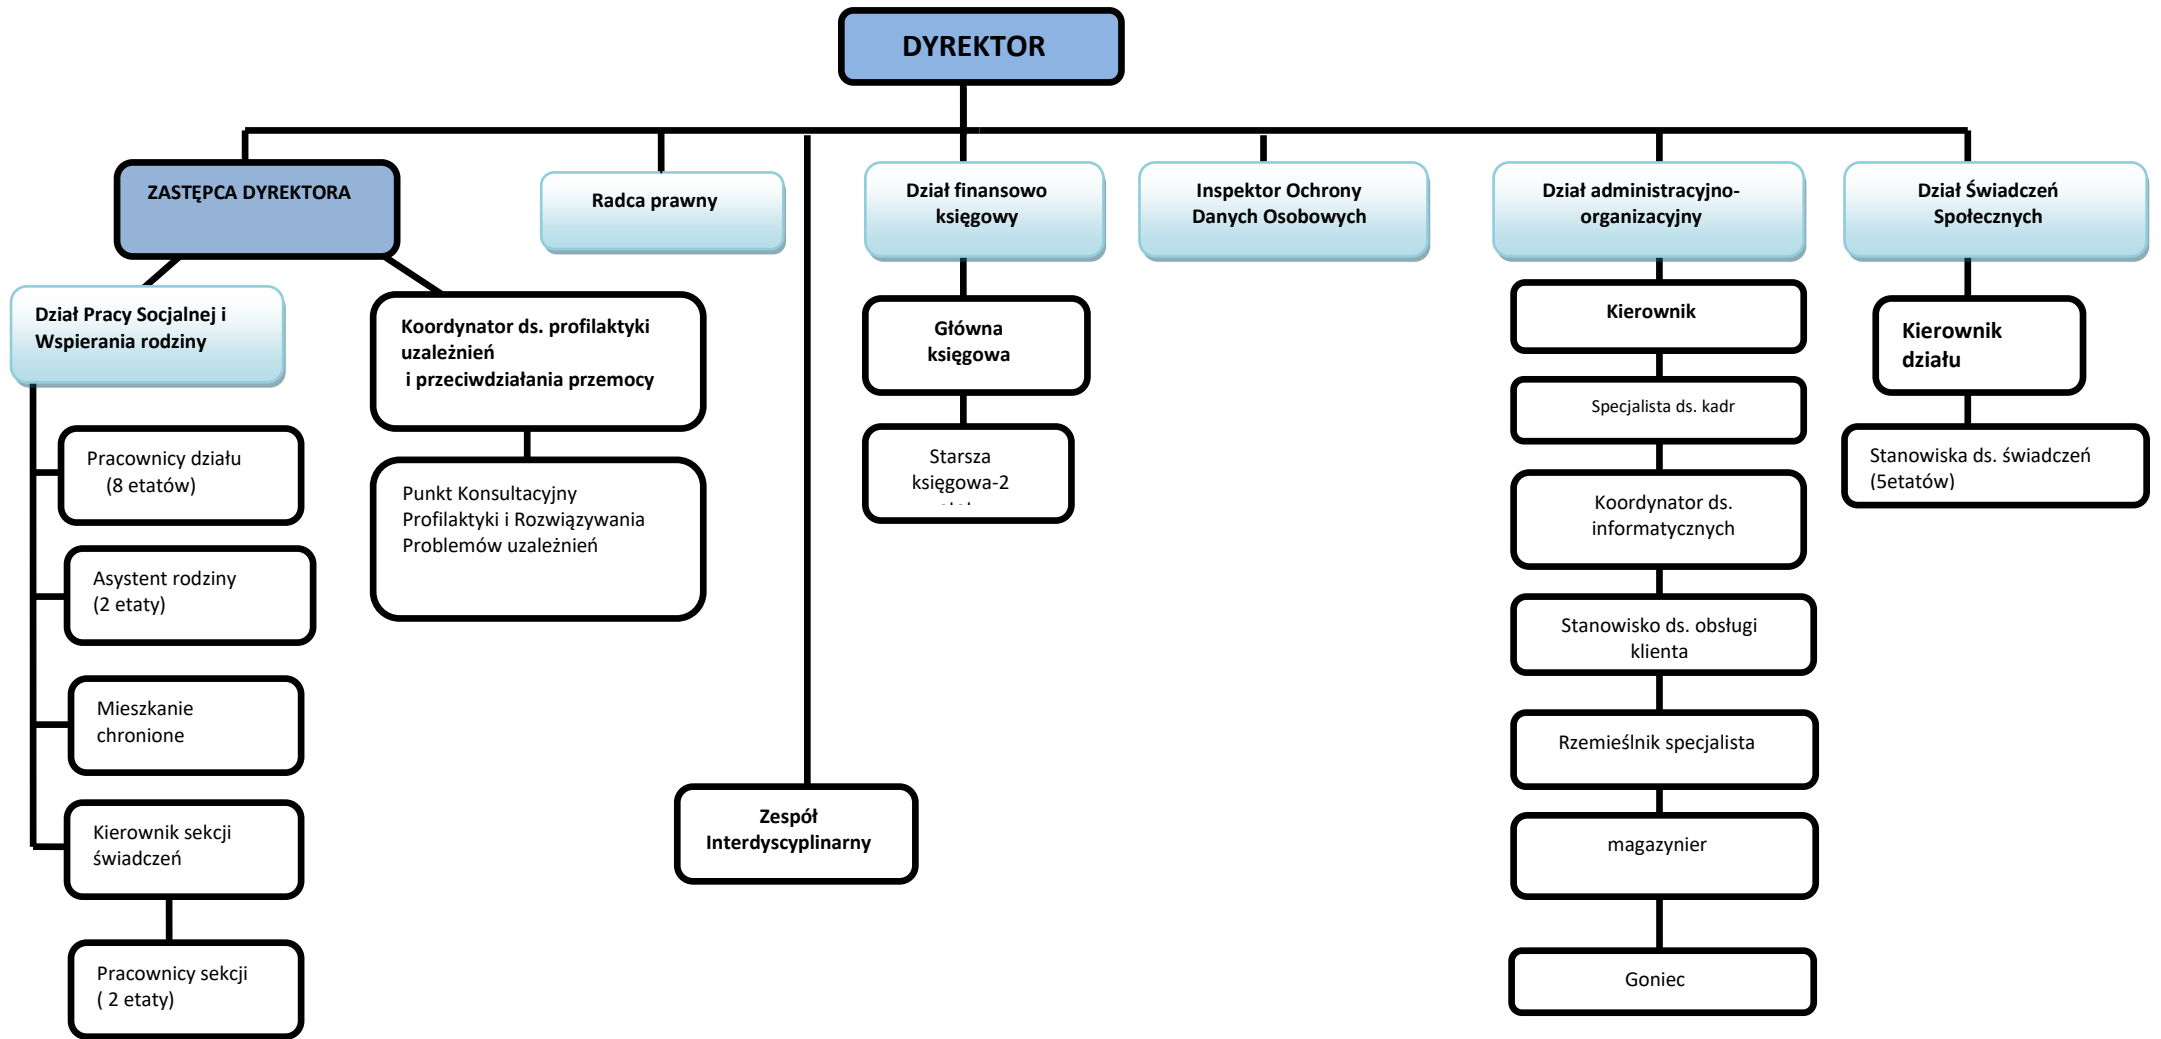 DYREKTOR
ZASTĘPCA DYREKTORA
Radca prawny
Dział finansowo
księgowy
Inspektor Ochrony
Danych Osobowych
Dział administracyjno-
organizacyjny
Dział Świadczeń
Społecznych
Dział Pracy Socjalnej i
Wspierania rodziny
Koordynator ds. profilaktyki
uzależnień
i przeciwdziałania przemocy
Główna
księgowa
Kierownik
Kierownik
działu
Specjalista ds. kadr
Pracownicy działu
(8 etatów)
Punkt Konsultacyjny
Profilaktyki i Rozwiązywania
Problemów uzależnień
Starsza
księgowa-2
Stanowiska ds. świadczeń
(5etatów)
Koordynator ds.
informatycznych
Asystent rodziny
(2 etaty)
Stanowisko ds. obsługi
klienta
Mieszkanie
chronione
Rzemieślnik specjalista
Kierownik sekcji
świadczeń
Zespół
Interdyscyplinarny
magazynier
Pracownicy sekcji
( 2 etaty)
Goniec